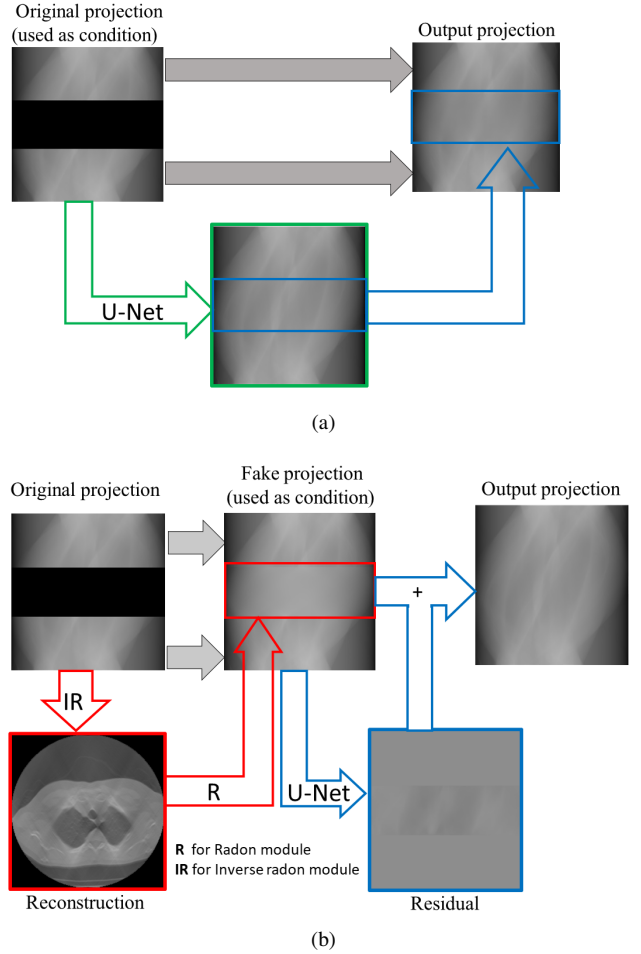 Original projection
(used as condition)
Output projection
U-Net
(a)
Fake projection
(used as condition)
Original projection
Output projection
+
IR
R
U-Net
R for Radon module
IR for Inverse radon module
Reconstruction
Residual
(b)